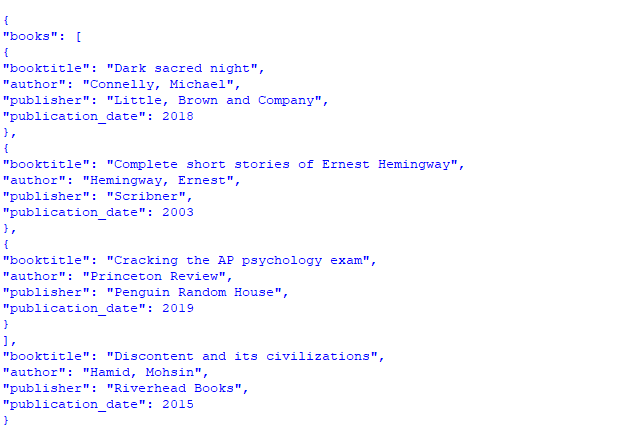 {
"books": [
{
"booktitle": "Dark sacred night",
"author": "Connelly, Michael",
"publisher": "Little, Brown and Company",
"publication_date": 2018
},
{
"booktitle": "Complete short stories of Ernest Hemingway",
"author": "Hemingway, Ernest",
"publisher": "Scribner",
"publication_date": 2003
},
{
"booktitle": "Cracking the AP psychology exam",
"author": "Princeton Review",
"publisher": "Penguin Random House",
"publication_date": 2019
}
],
"booktitle": "Discontent and its civilizations",
"author": "Hamid, Mohsin",
"publisher": "Riverhead Books",
"publication_date": 2015
}